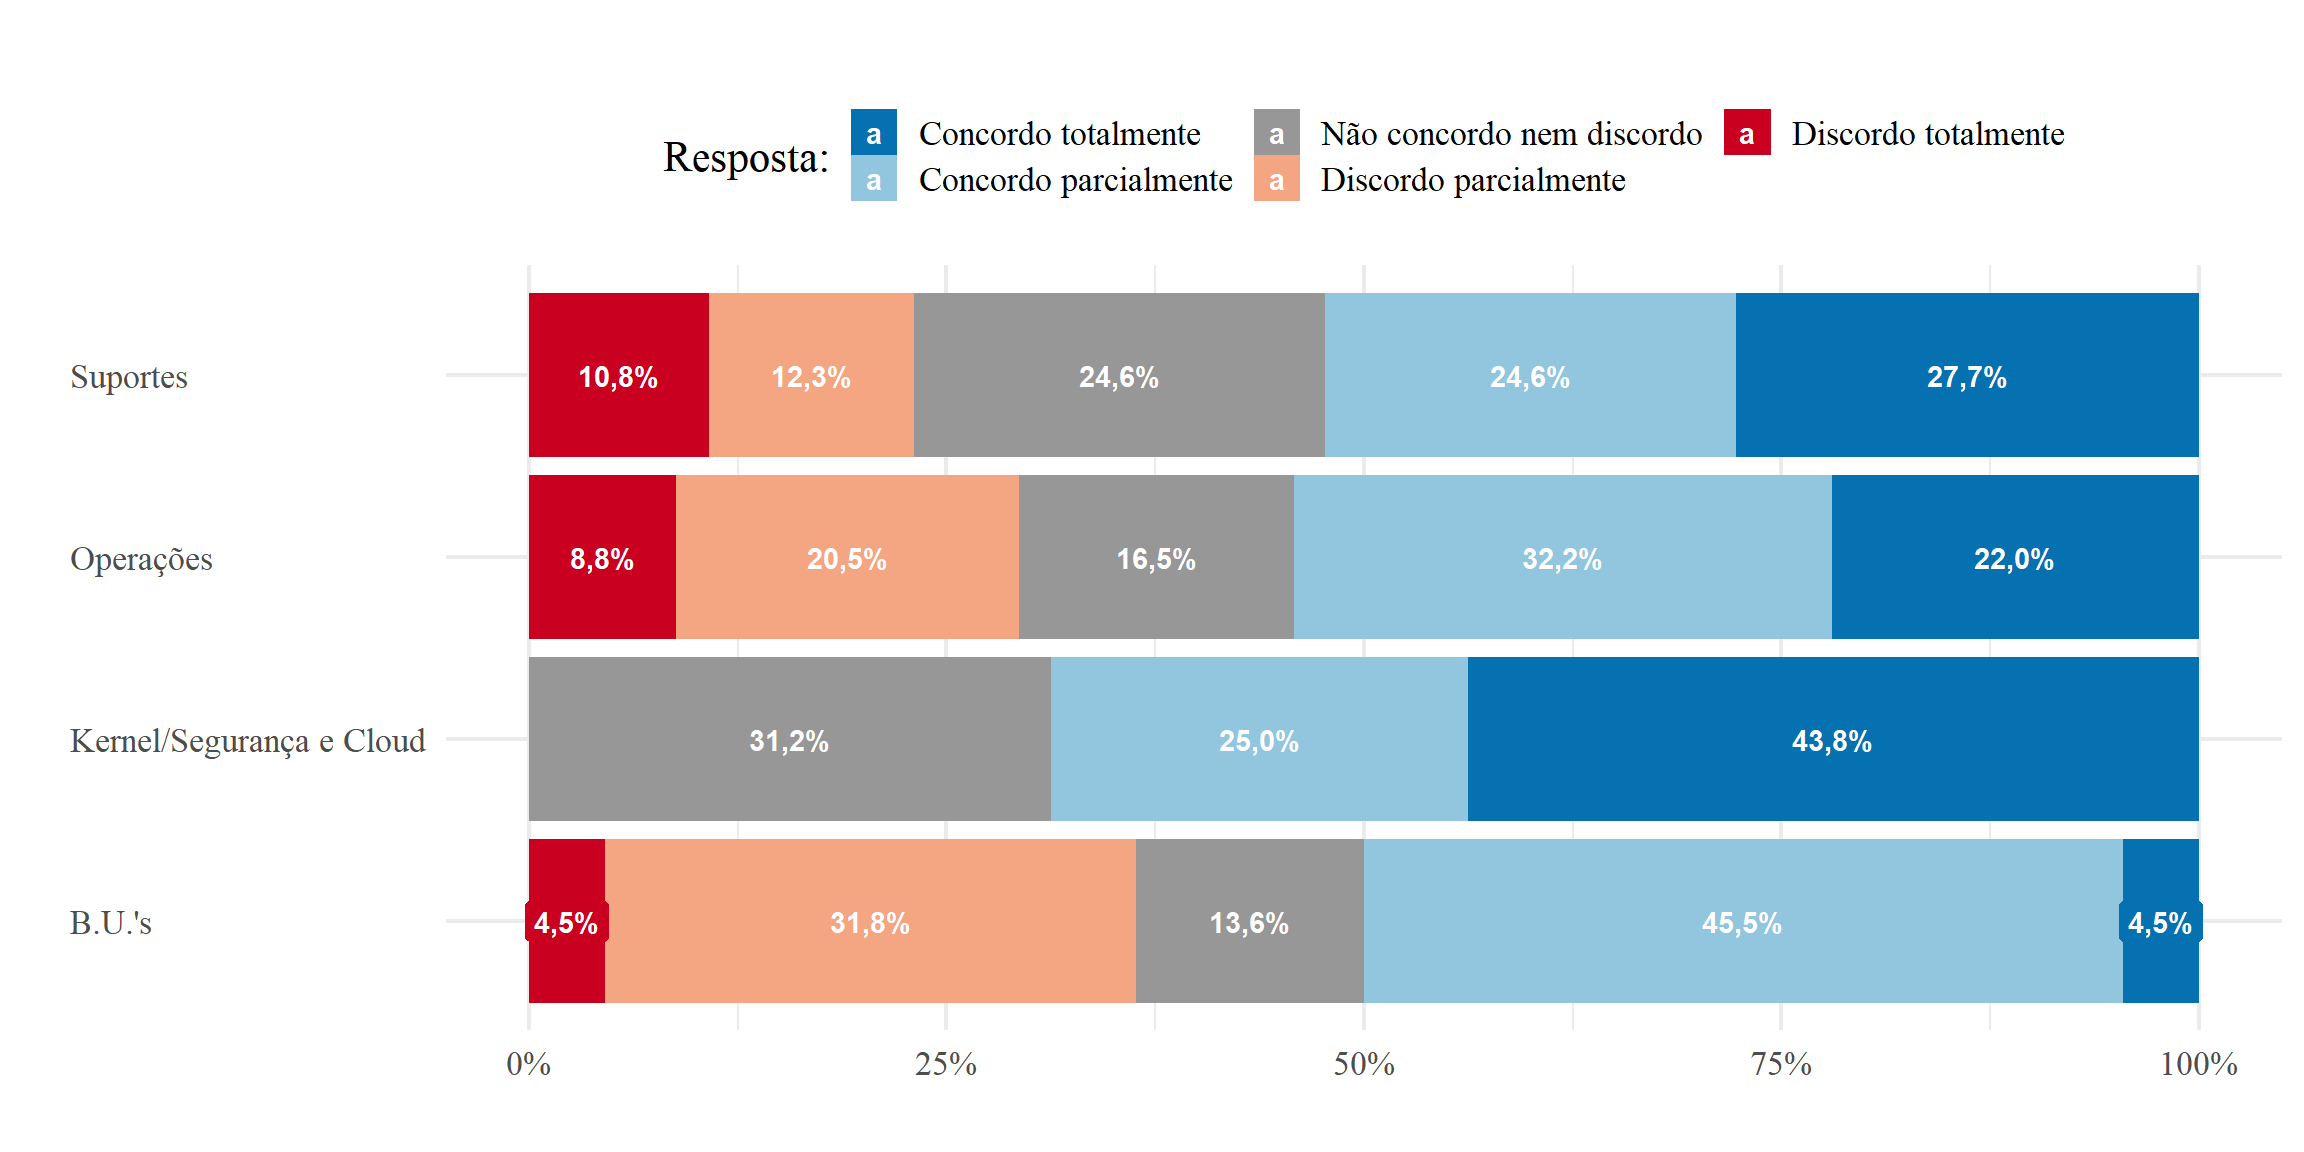 Resposta:
a Concordo totalmente
a Concordo parcialmente
a Não concordo nem discordo
a Discordo parcialmente
a Discordo totalmente
Suportes
10,8% 12,3% 24,6% 24,6% 27,7%
Operações
8,8% 20,5% 16,5% 32,2% 22,0%
Kernel/Segurança e Cloud
31,2% 25,0% 43,8%
B.U.'s
4,5% 31,8% 13,6% 45,5% 4,5%
0% 25% 50% 75% 100%